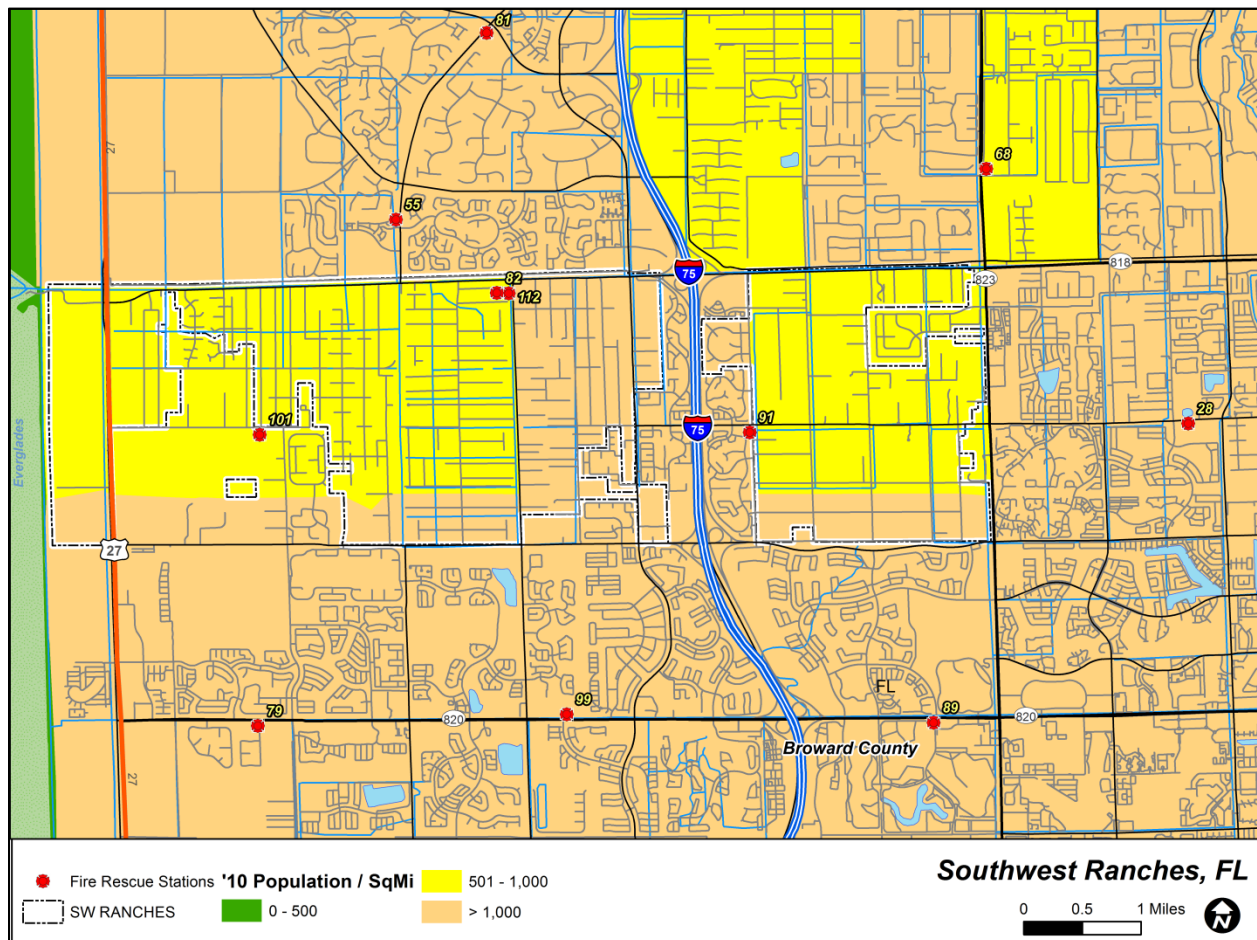 81
27
68
55
75
818
823
82
112
Everglades
101
75
91
28
27
FL
79
820
99
89
820
Broward County
27
Fire Rescue Stations
SW RANCHES
'10 Population / SqMi
0 - 500
501 - 1,000
> 1,000
Southwest Ranches, FL
0 0.5 1 Miles
N